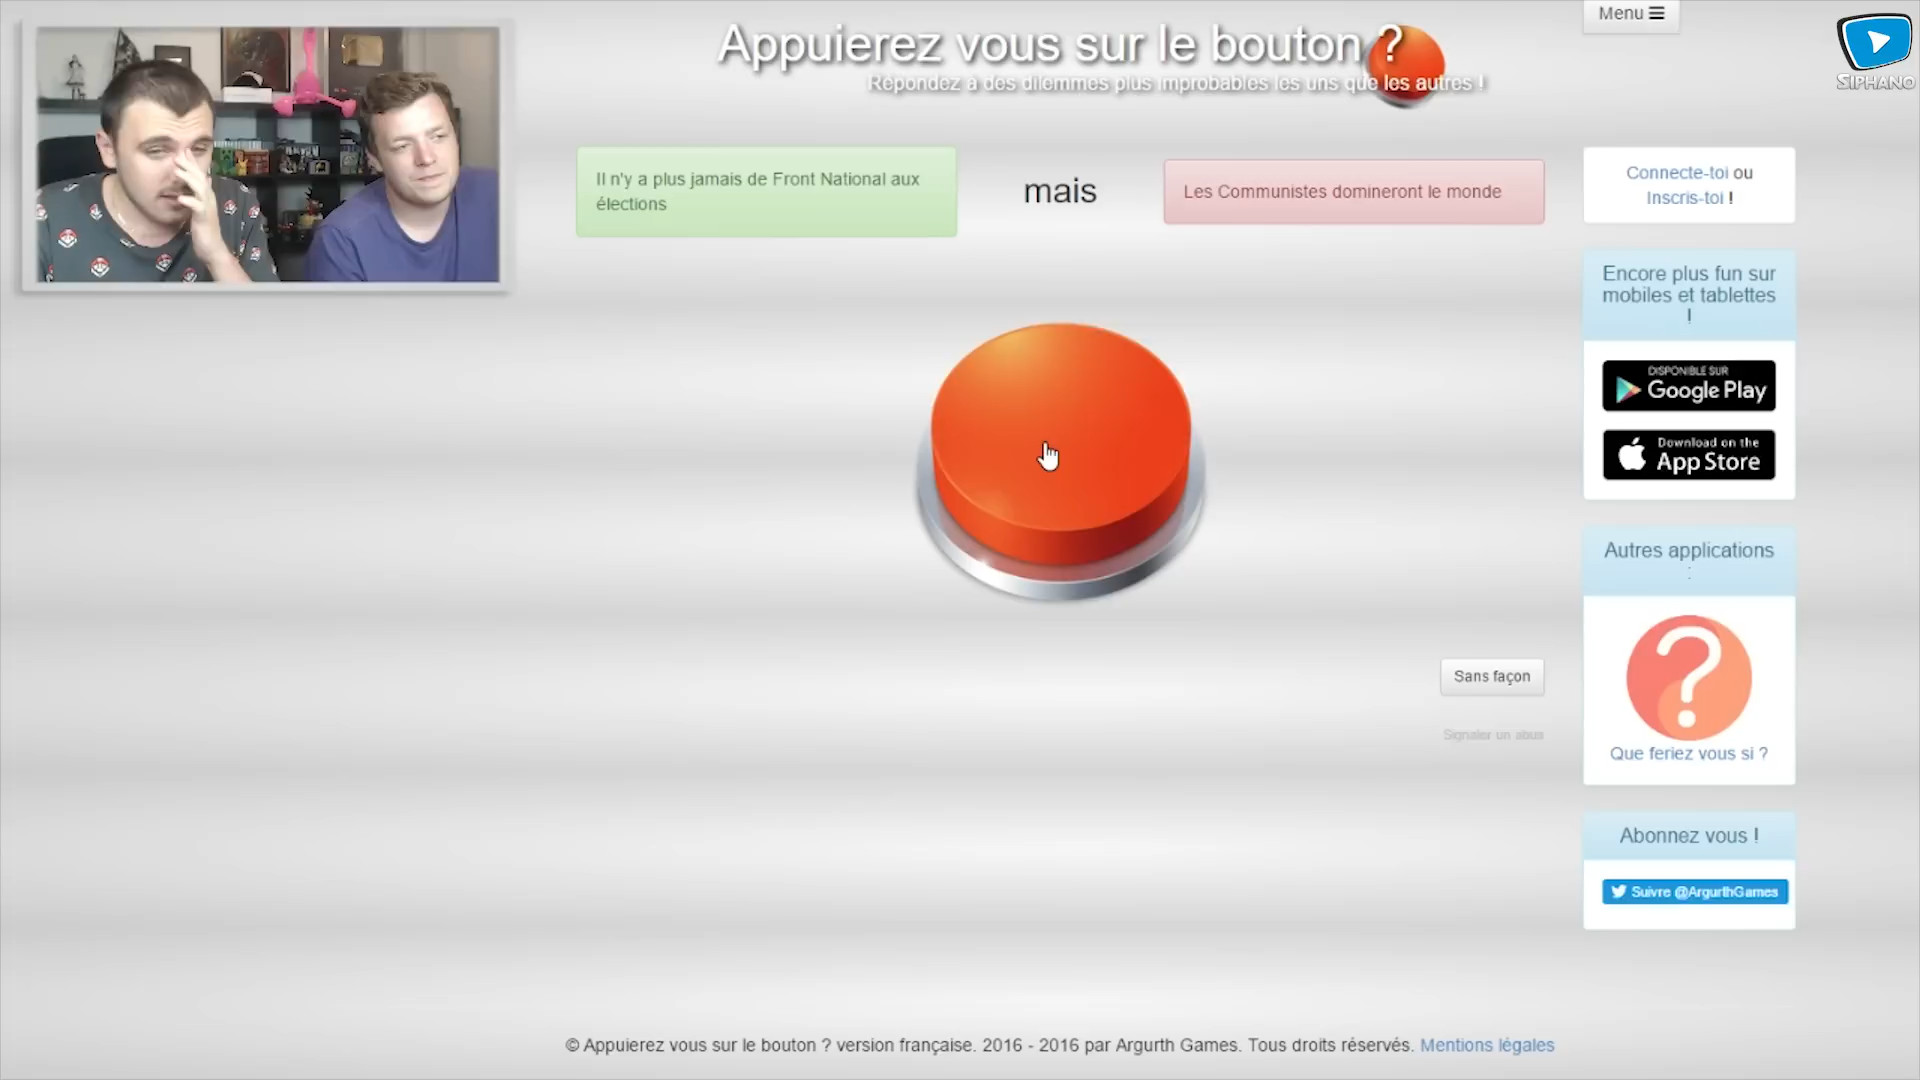 Menu
SIPHANO
Appuierez vous sur le bouton ?
Répondez à des dilemmes plus improbables les uns que les autres !
Il n'y a plus jamais de Front National aux
élections
mais
Les Communistes domineront le monde
Connecte-toi ou
Inscris-toi !
Encore plus fun sur
mobiles et tablettes
!
DISPONIBLE SUR
Google Play
Download on the
App Store
Autres applications
:
?
Que feriez vous si ?
Sans façon
Signaler un abus
Abonnez vous !
Suivre @ArgurthGames
© Appuierez vous sur le bouton ? version française. 2016 - 2016 par Argurth Games. Tous droits réservés. Mentions légales